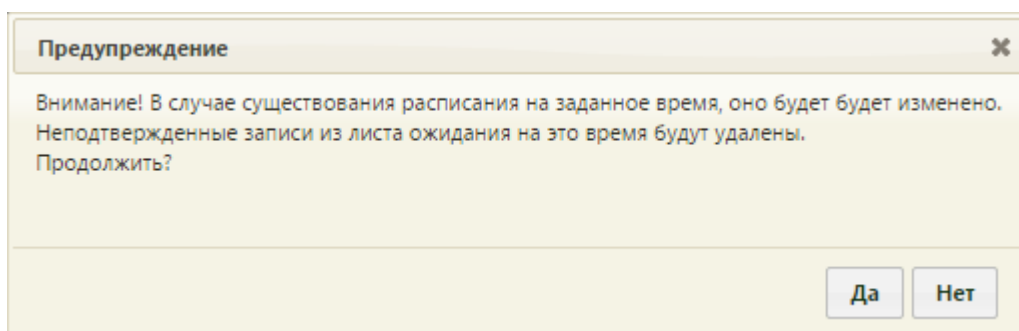 Предупреждение
Внимание! В случае существования расписания на заданное время, оно будет будет изменено.
Неподтвержденные записи из листа ожидания на это время будут удалены.
Продолжить?
Да Нет